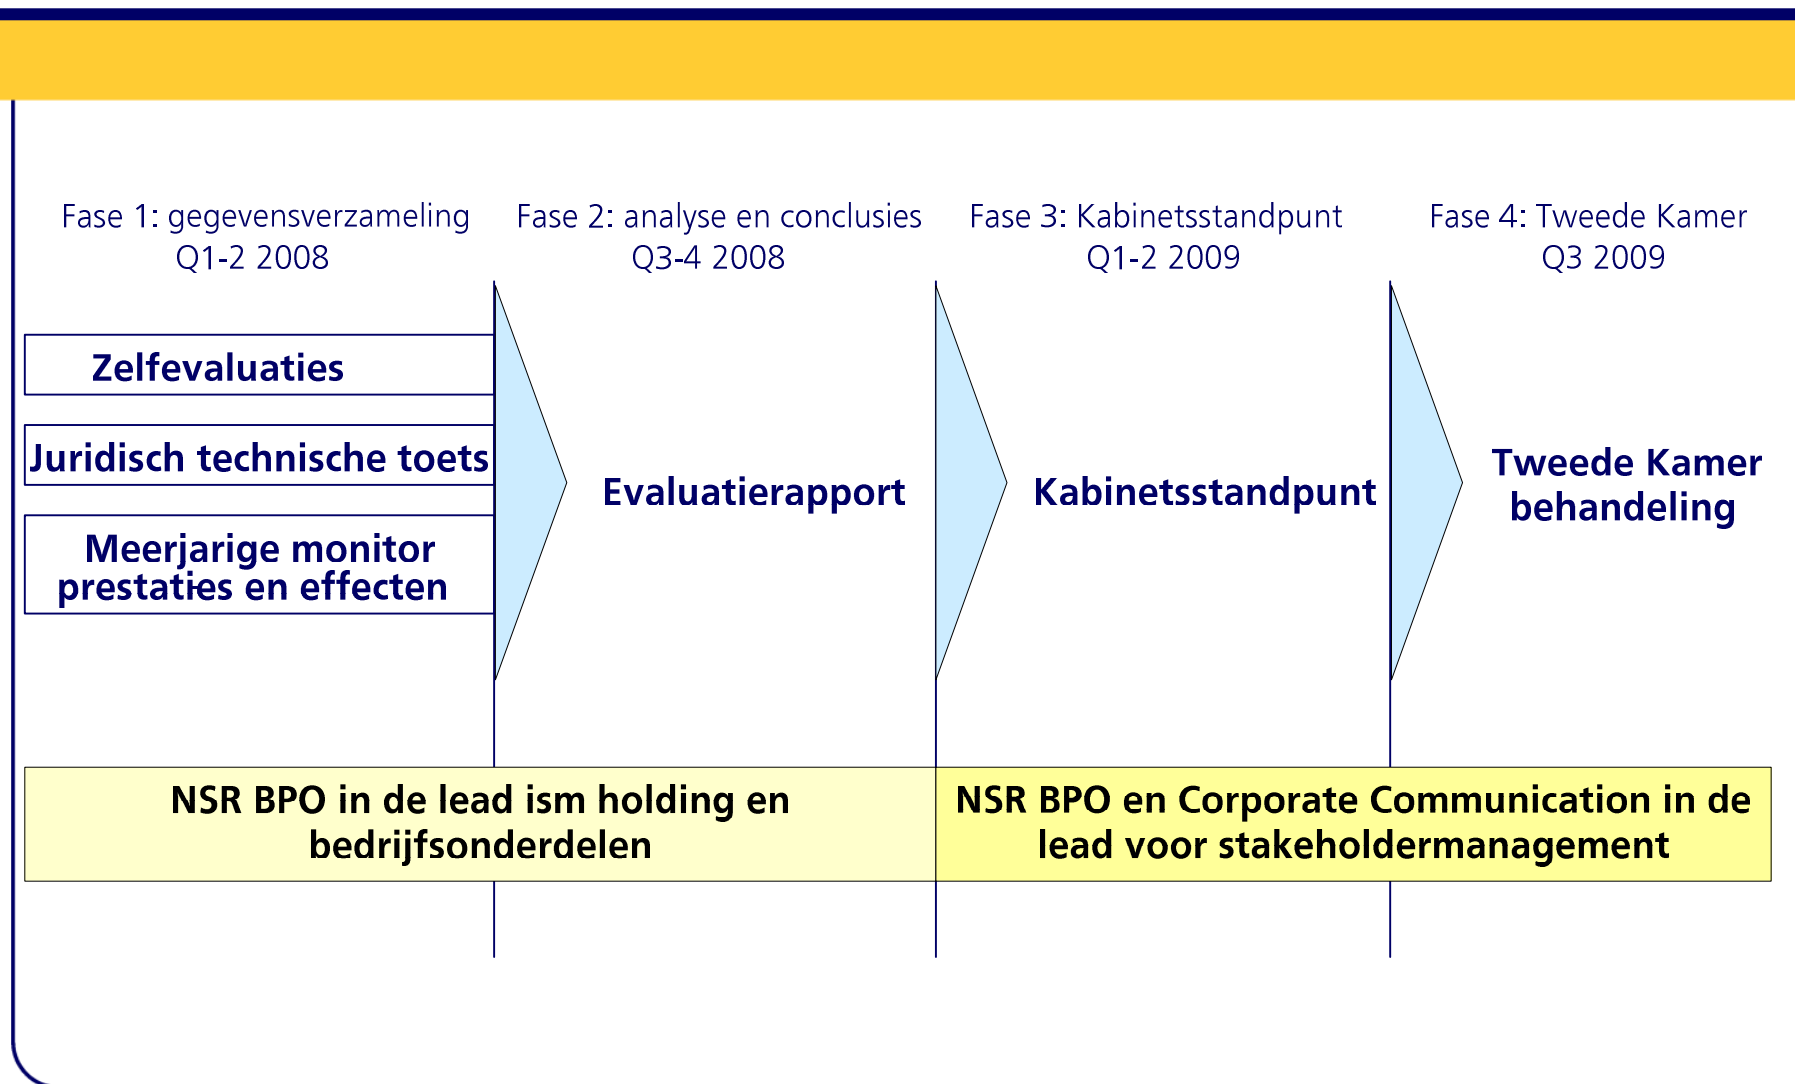 Fase 1: gegevensverzameling
Q1-2 2008
Fase 2: analyse en conclusies
Q3-4 2008
Fase 3: Kabinetsstandpunt
Q1-2 2009
Fase 4: Tweede Kamer
Q3 2009
Zelfevaluaties
Juridisch technische toets
Meerjarige monitor
prestaties en effecten
Evaluatierapport
Kabinetsstandpunt
Tweede Kamer
behandeling
NSR BPO in de lead ism holding en
bedrijfsonderdelen
NSR BPO en Corporate Communication in de
lead voor stakeholdermanagement